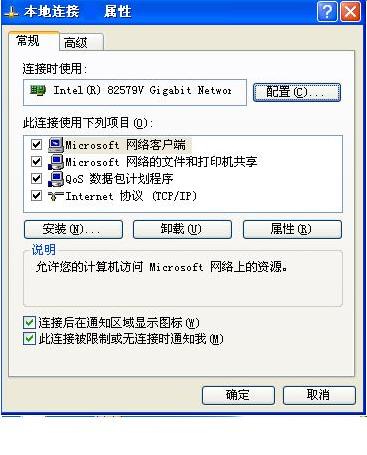 本地连接 属性
常规 高级
连接时使用:
Intel(R) 82579V Gigabit Networ 配置(C)...
此连接使用下列项目(O):
Microsoft 网络客户端
Microsoft 网络的文件和打印机共享
QoS 数据包计划程序
Internet 协议 (TCP/IP)
安装(N)... 卸载(U) 属性(R)
说明
允许您的计算机访问 Microsoft 网络上的资源。
连接后在通知区域显示图标(W)
此连接被限制或无连接时通知我(M)
确定 取消